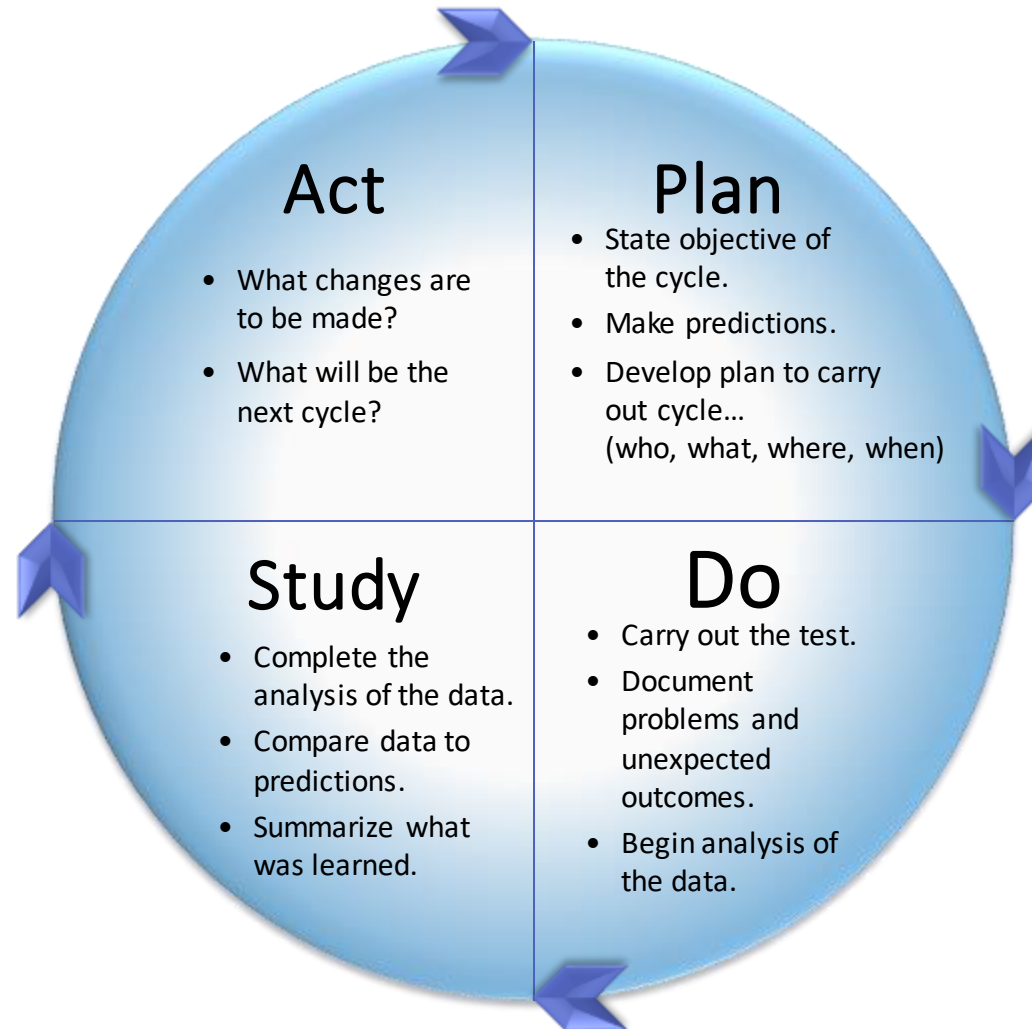 Act
• What changes are
to be made?
• What will be the
next cycle?
Plan
• State objective of
the cycle.
• Make predictions.
• Develop plan to carry
out cycle...
(who, what, where, when)
Study
• Complete the
analysis of the data.
• Compare data to
predictions.
• Summarize what
was learned.
Do
• Carry out the test.
• Document
problems and
unexpected
outcomes.
• Begin analysis of
the data.